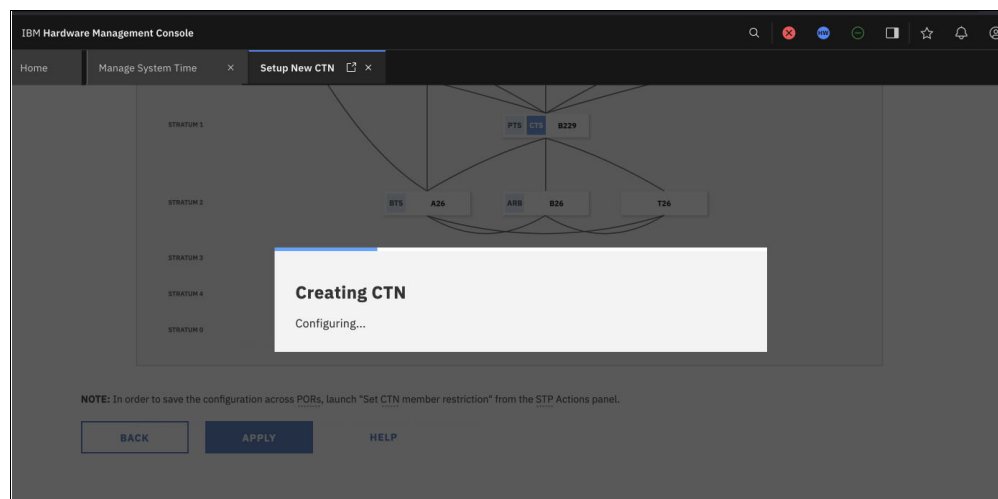 IBM Hardware Management Console
HW
Home
Manage System Time
Setup New CTN
STRATUM 1
PTS CTS B229
STRATUM 2
BTS A26
ARB B26
T26
STRATUM 3
STRATUM 4
STRATUM 0
Creating CTN
Configuring...
NOTE: In order to save the configuration across PORs, launch "Set CTN member restriction" from the STP Actions panel.
BACK
APPLY
HELP